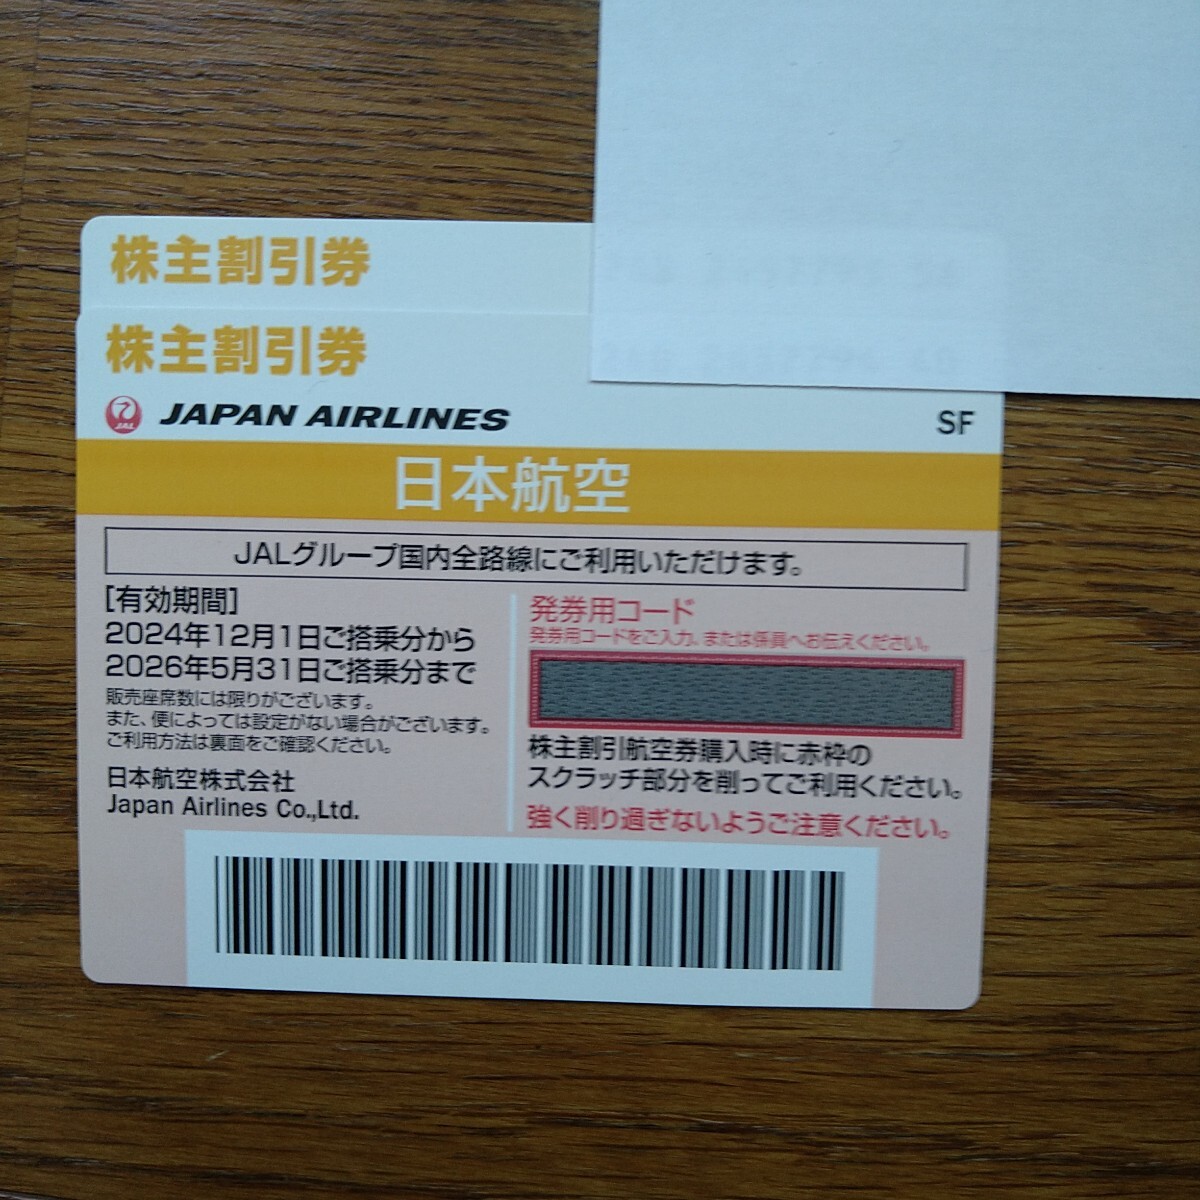 株主割引券
株主割引券
JAL
JAPAN AIRLINES
SF
日本航空
JALグループ国内全路線にご利用いただけます。
[有効期間]
2024年12月1日ご搭乗分から
2026年5月31日ご搭乗分まで
販売座席数には限りがございます。
また、便によっては設定がない場合がございます。
ご利用方法は裏面をご確認ください。
日本航空株式会社
Japan Airlines Co.,Ltd.
発券用コード
発券用コードをご入力、または係員へお伝えください。
株主割引航空券購入時に赤枠の
スクラッチ部分を削ってご利用ください。
強く削り過ぎないようご注意ください。